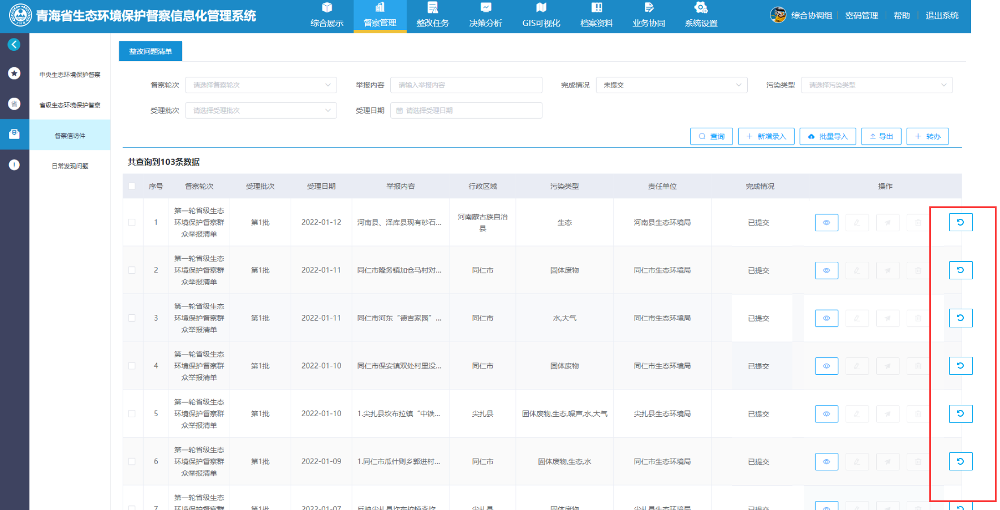 青海省生态环境保护督察信息化管理系统
综合展示
督察管理
整改任务
决策分析
GIS可视化
档案资料
业务协同
系统设置
综合协调组
密码管理
帮助
退出系统
中央生态环境保护督察
省
省级生态环境保护督察
督察信访件
日常发现问题
整改问题清单
督察轮次 请选择督察轮次
举报内容 请输入举报内容
完成情况 未提交
污染类型 请选择污染类型
受理批次 请选择受理批次
受理日期 请选择受理日期
查询
新增录入
批量导入
导出
转办
共查询到103条数据
序号 督察轮次 受理批次 受理日期 举报内容 行政区域 污染类型 责任单位 完成情况 操作
第一轮省级生态
河南蒙古族自治
1 环境保护督察群 第1批 2022-01-12 河南县、泽库县现有砂石... 生态 河南县生态环境局 已提交
县
众举报清单
第一轮省级生态
2 环境保护督察群 第1批 2022-01-11 同仁市隆务镇加仓马村对... 同仁市 固体废物 同仁市生态环境局 已提交
众举报清单
第一轮省级生态
3 环境保护督察群 第1批 2022-01-11 同仁市河东“德吉家园”... 同仁市 水,大气 同仁市生态环境局 已提交
众举报清单
第一轮省级生态
4 环境保护督察群 第1批 2022-01-10 同仁市保安镇双处村里没... 同仁市 固体废物 同仁市生态环境局 已提交
众举报清单
第一轮省级生态
5 环境保护督察群 第1批 2022-01-10 1.尖扎县坎布拉镇“中铁... 尖扎县 固体废物,生态,噪声,水,大气 尖扎县生态环境局 已提交
众举报清单
第一轮省级生态
6 环境保护督察群 第1批 2022-01-09 1.同仁市瓜什则乡郭进村... 同仁市 固体废物,生态,水 同仁市生态环境局 已提交
众举报清单
第一轮省级生态
7 环境保护督察群 第1批 2022-01-07 反映尖扎县坎布拉镇 尖扎县 固体废物 尖扎县生态环境局 已提交